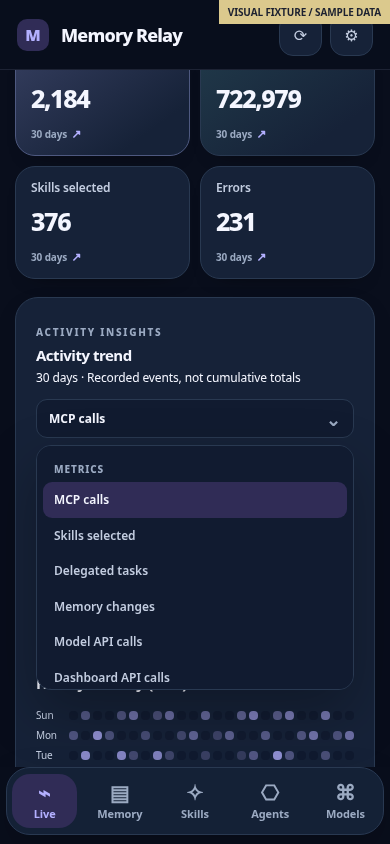 VISUAL FIXTURE / SAMPLE DATA
M Memory Relay
2,184
30 days ↗
722,979
30 days ↗
Skills selected
376
30 days ↗
Errors
231
30 days ↗
ACTIVITY INSIGHTS
Activity trend
30 days · Recorded events, not cumulative totals
MCP calls
METRICS
MCP calls
Skills selected
Delegated tasks
Memory changes
Model API calls
Dashboard API calls
Sun
Mon
Tue
Live
Memory
Skills
Agents
Models